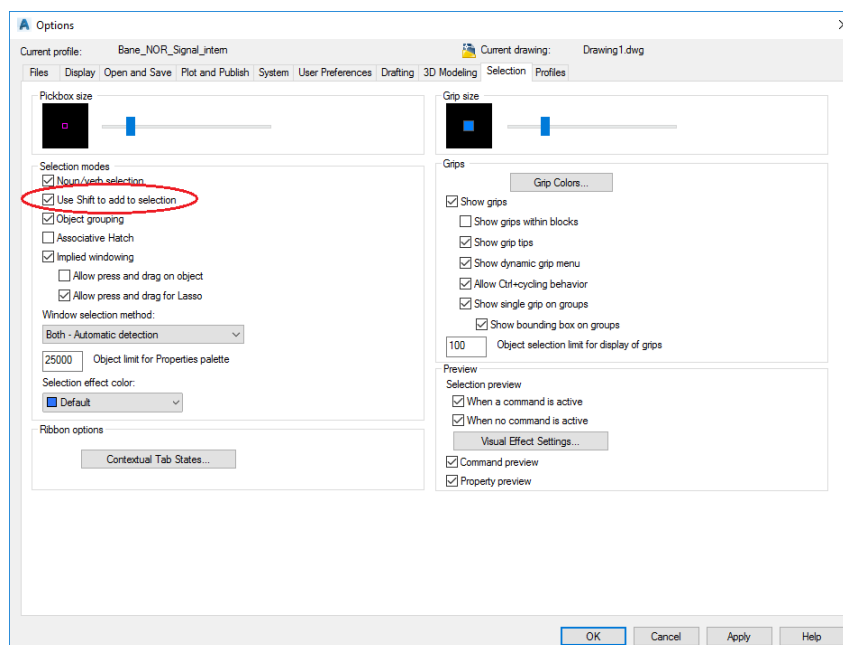 Options
Current profile: Bane_NOR_Signal_intern Current drawing: Drawing1.dwg
Files Display Open and Save Plot and Publish System User Preferences Drafting 3D Modeling Selection Profiles
Pickbox size
Selection modes
Noun/verb selection
Use Shift to add to selection
Object grouping
Associative Hatch
Implied windowing
Allow press and drag on object
Allow press and drag for Lasso
Window selection method:
Both - Automatic detection
25000 Object limit for Properties palette
Selection effect color:
Default
Ribbon options
Contextual Tab States...
Grip size
Grips
Grip Colors...
Show grips
Show grips within blocks
Show grip tips
Show dynamic grip menu
Allow Ctrl+cycling behavior
Show single grip on groups
Show bounding box on groups
100 Object selection limit for display of grips
Preview
Selection preview
When a command is active
When no command is active
Visual Effect Settings...
Command preview
Property preview
OK Cancel Apply Help